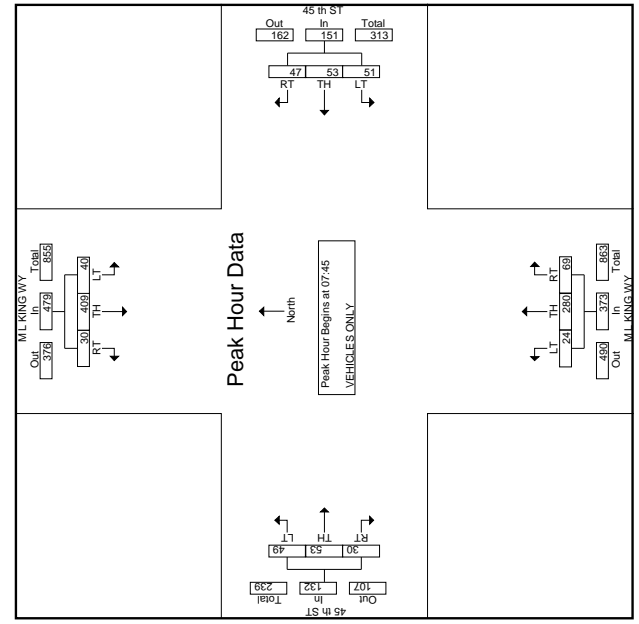 45 th ST
Out In Total
162 151 313
47 53 51
RT TH LT
M L KING WY
Out In Total
376 479 855
30 409 40
RT TH LT
Peak Hour Data
North
Peak Hour Begins at 07:45
VEHICLES ONLY
LT TH RT
24 280 69
Out In Total
490 373 863
M L KING WY
LT TH RT
49 53 30
Total In Out
239 132 107
45 th ST